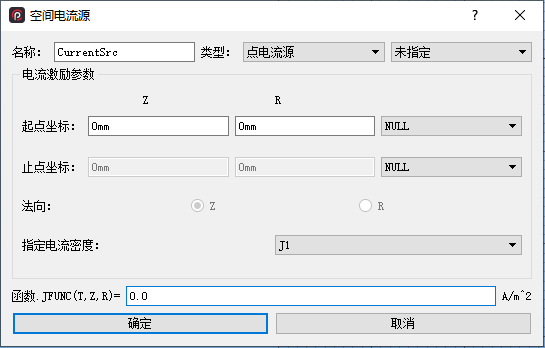 空间电流源
名称: CurrentSrc 类型: 点电流源 未指定
电流激励参数
Z R
起点坐标: 0mm 0mm NULL
止点坐标: 0mm 0mm NULL
法向: Z R
指定电流密度: J1
函数.JFUNC(T,Z,R)= 0.0 A/m^2
确定 取消